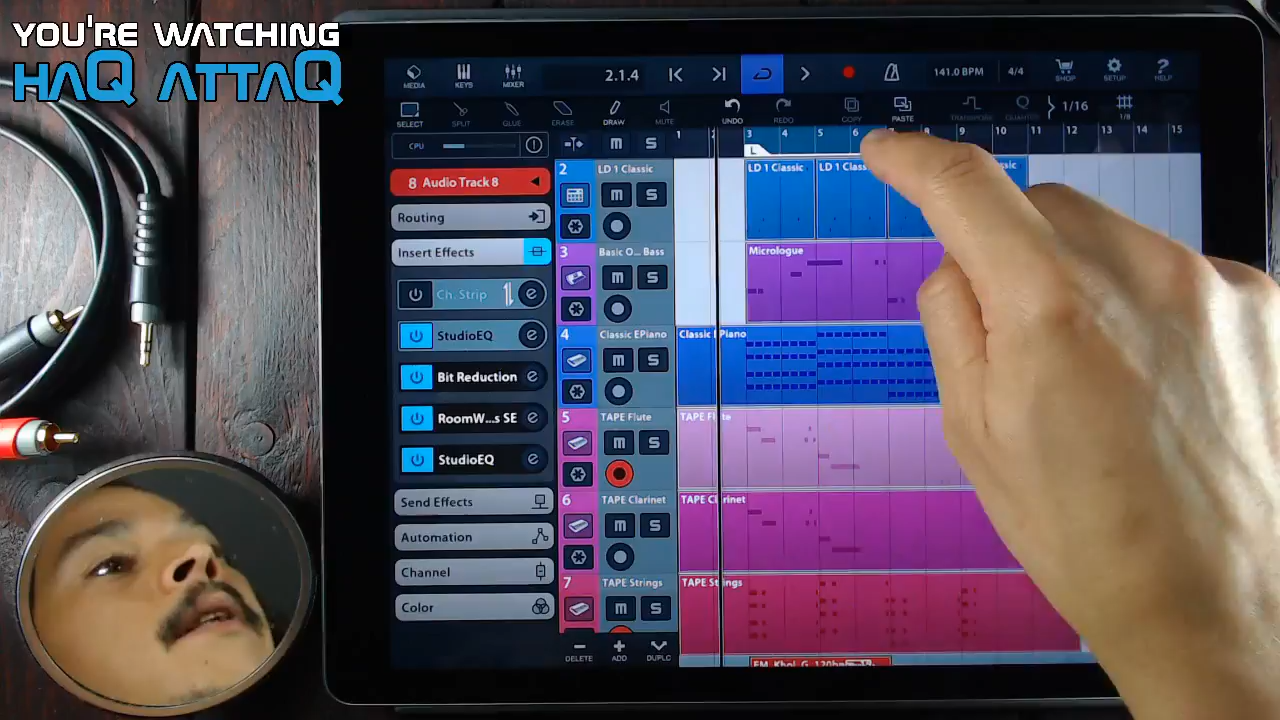 YOU'RE WATCHING
HAQ ATTAQ
MEDIA KEYS MIXER 2.1.4 141.0 BPM 4/4 SHOP SETUP HELP
SELECT SPLIT GLUE ERASE DRAW MUTE UNDO REDO COPY PASTE 1/16 1/8
CPU M S 1 3 4 5 6 8 9 10 11 12 13 14 15
L
8 Audio Track 8
2 LD 1 Classic M S LD 1 Classic LD 1 Class
Routing
Insert Effects
3 Basic O... Bass M S Micrologue
Ch. Strip e
StudioEQ e
4 Classic EPiano M S Classic EPiano
Bit Reduction e
RoomW...s SE e
5 TAPE Flute M S TAPE Flute
StudioEQ e
Send Effects
6 TAPE Clarinet M S TAPE Clarinet
Automation
Channel
7 TAPE Strings M S TAPE Strings
Color
DELETE ADD DUPLC